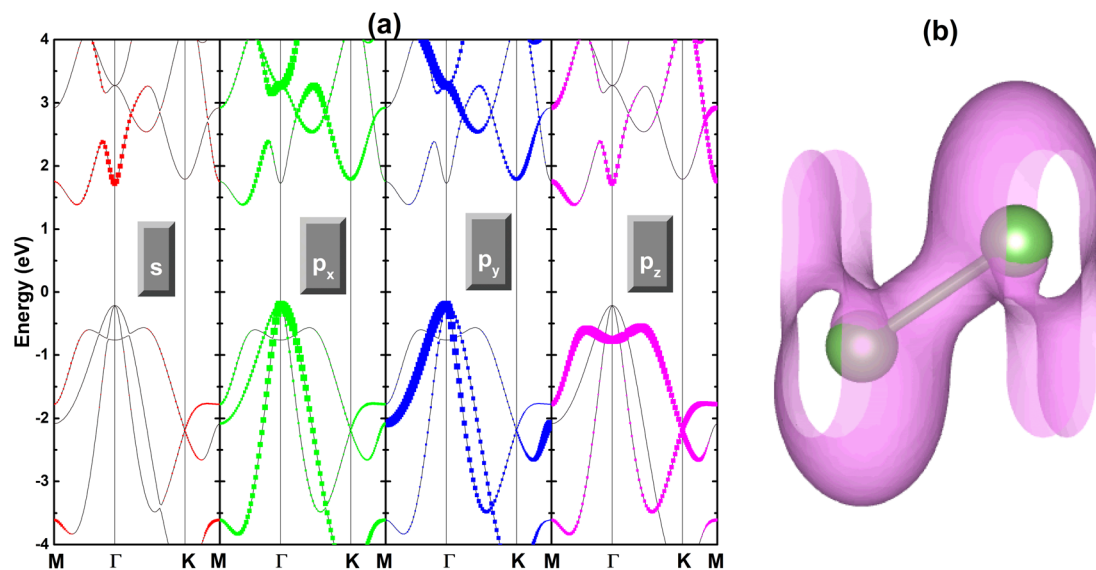 (a)
(b)
4
3
2
1
0
-1
-2
-3
-4
Energy (eV)
s
px
py
pz
M Γ K M Γ K M Γ K M Γ K M